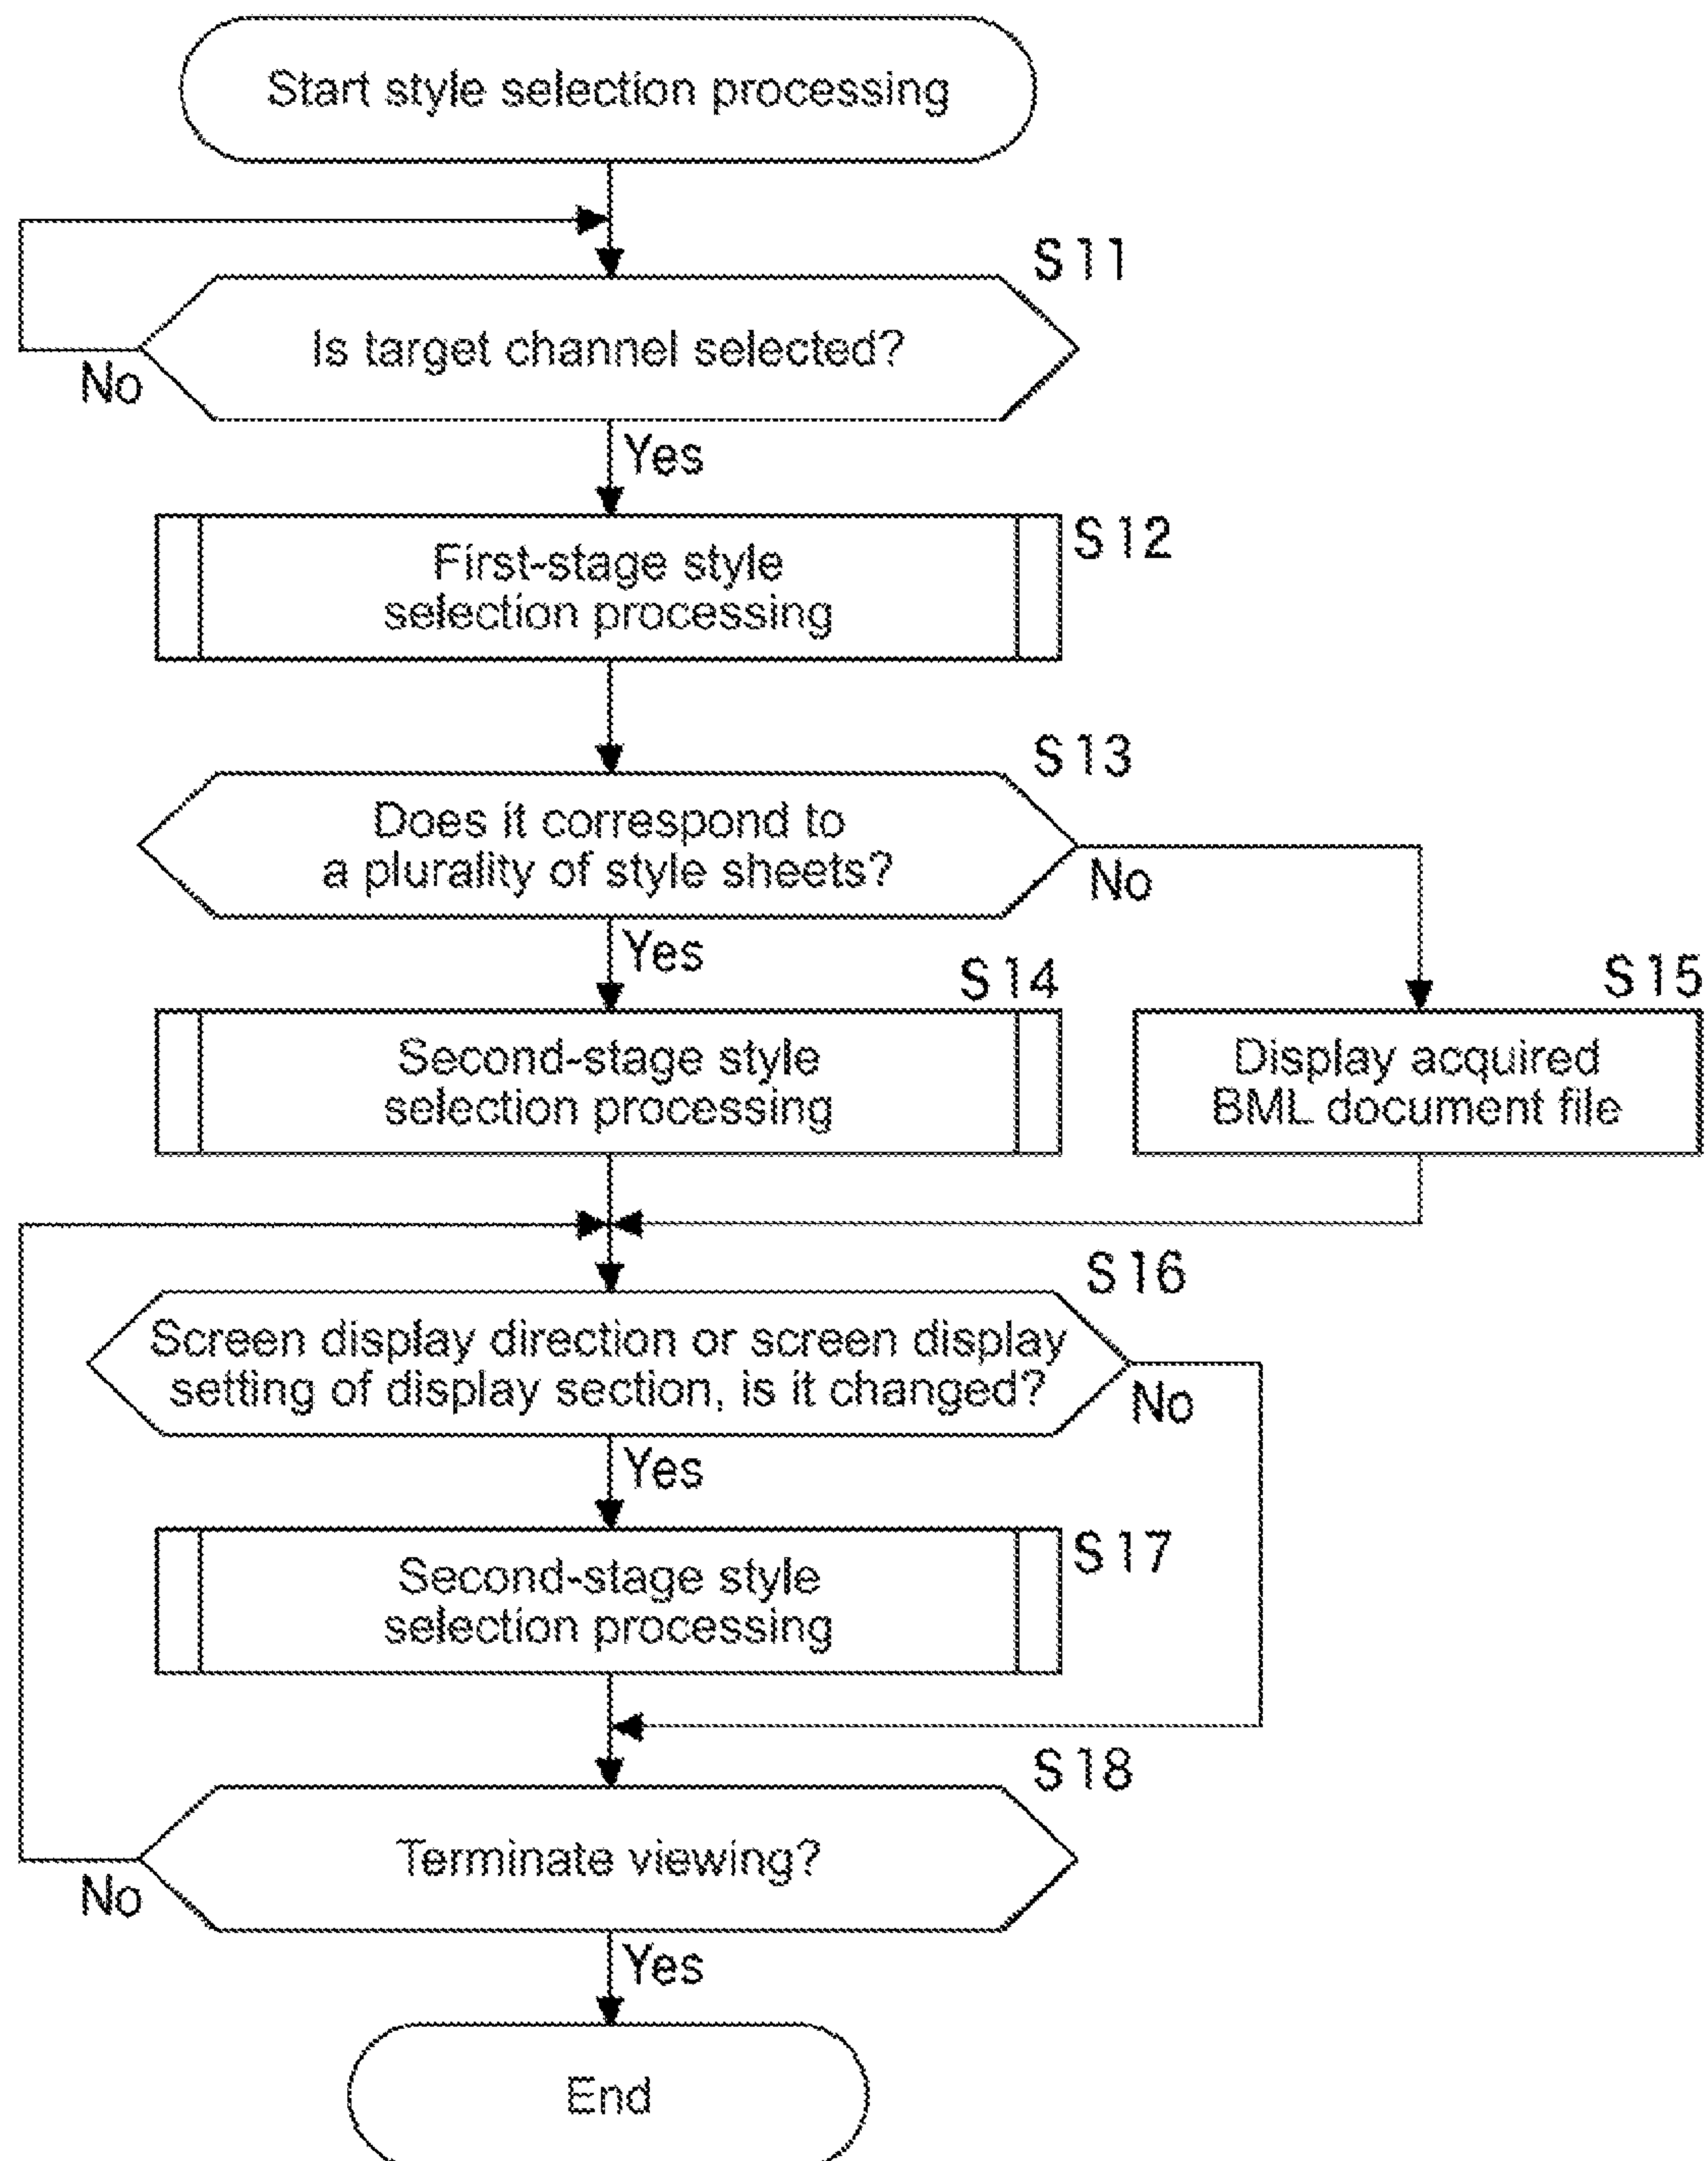 Start style selection processing
S11
Is target channel selected?
No
Yes
S12
First-stage style
selection processing
S13
Does it correspond to
a plurality of style sheets?
No
Yes
S14
S15
Second-stage style
selection processing
Display acquired
BML document file
S16
Screen display direction or screen display
setting of display section, is it changed?
No
Yes
S17
Second-stage style
selection processing
S18
Terminate viewing?
No
Yes
End